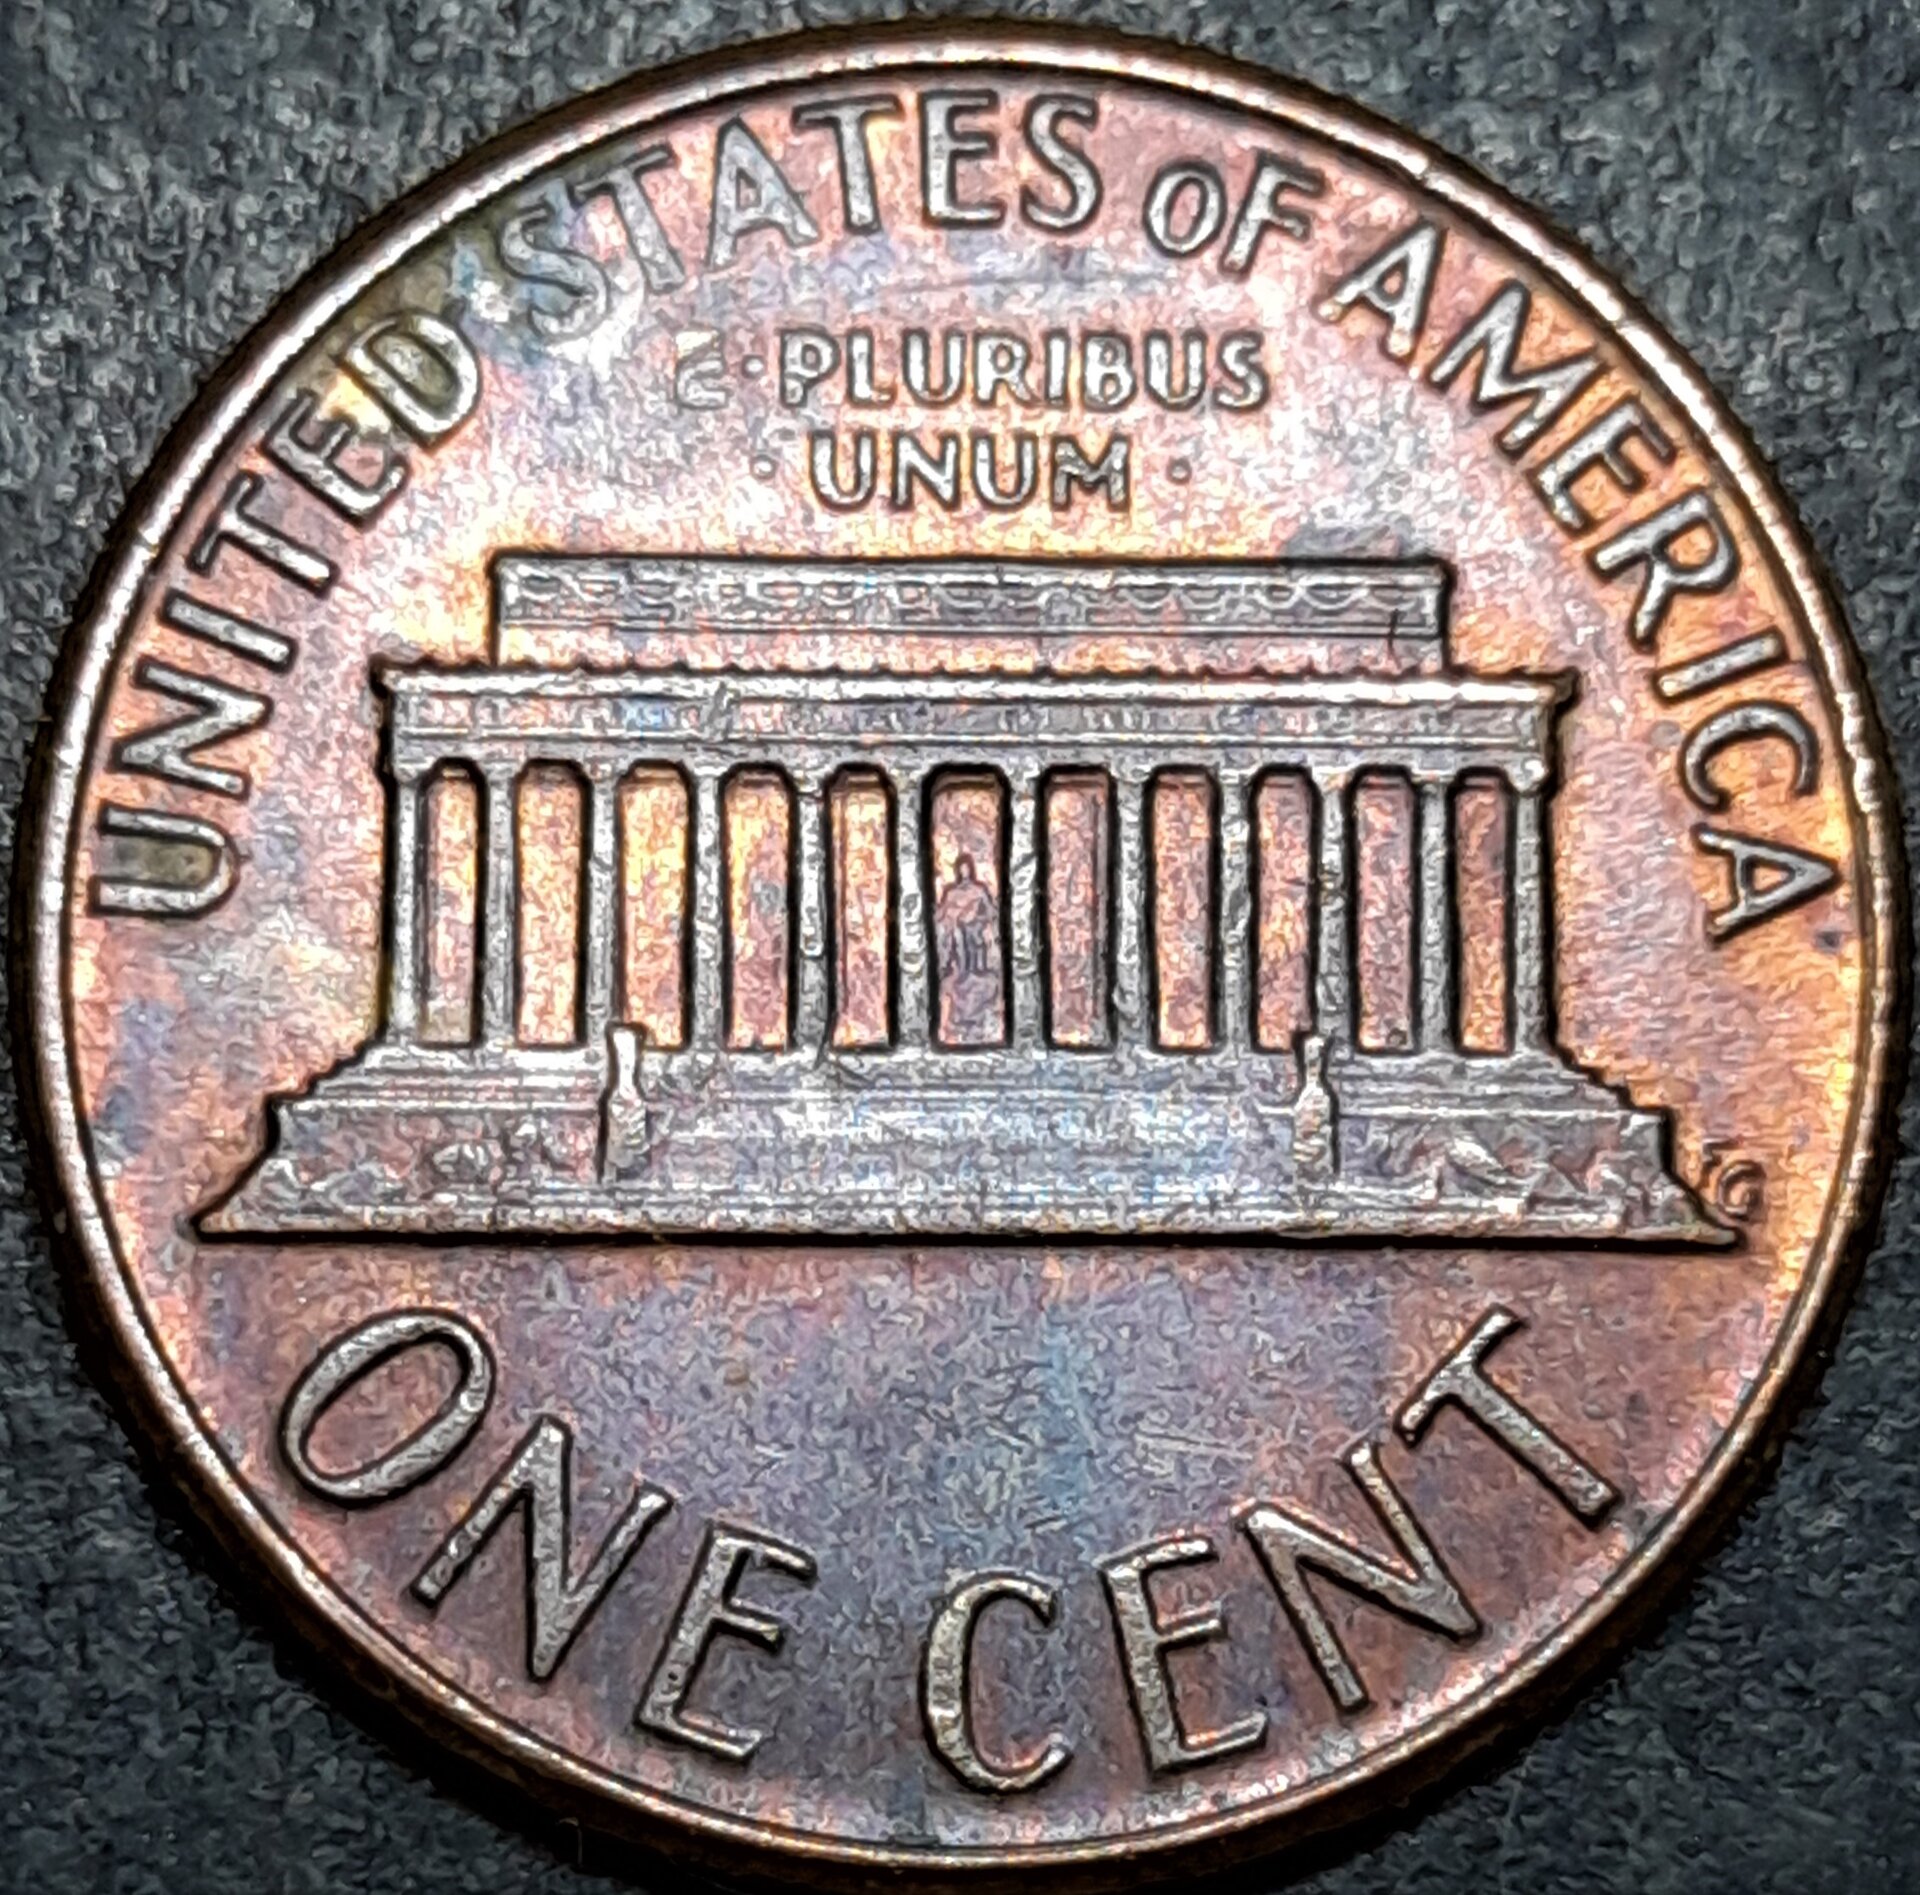 UNITED STATES OF AMERICA
E·PLURIBUS
·UNUM·
G
ONE CENT